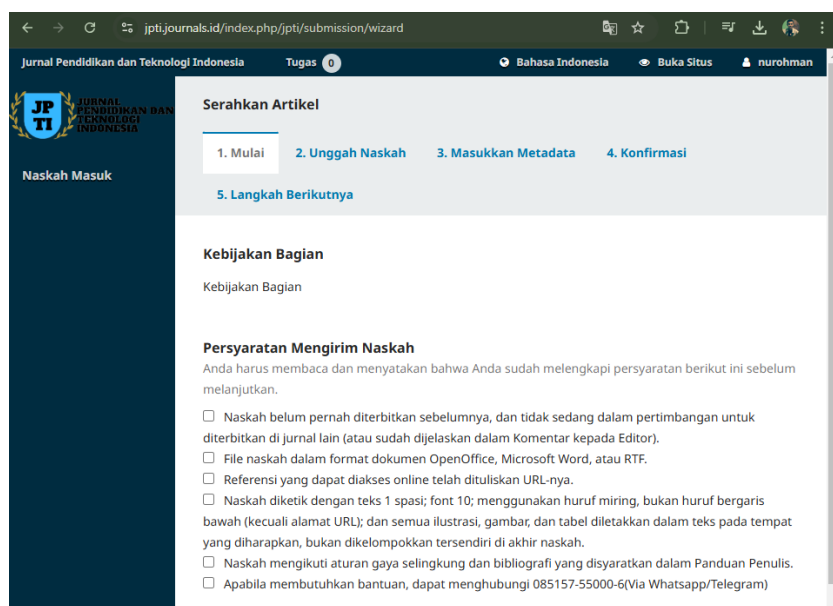 jpti.journals.id/index.php/jpti/submission/wizard
Jurnal Pendidikan dan Teknologi Indonesia Tugas 0 Bahasa Indonesia Buka Situs nurohman
JP
TI
JURNAL
PENDIDIKAN DAN
TEKNOLOGI
INDONESIA
Naskah Masuk
Serahkan Artikel
1. Mulai 2. Unggah Naskah 3. Masukkan Metadata 4. Konfirmasi
5. Langkah Berikutnya
Kebijakan Bagian
Kebijakan Bagian
Persyaratan Mengirim Naskah
Anda harus membaca dan menyatakan bahwa Anda sudah melengkapi persyaratan berikut ini sebelum
melanjutkan.
Naskah belum pernah diterbitkan sebelumnya, dan tidak sedang dalam pertimbangan untuk
diterbitkan di jurnal lain (atau sudah dijelaskan dalam Komentar kepada Editor).
File naskah dalam format dokumen OpenOffice, Microsoft Word, atau RTF.
Referensi yang dapat diakses online telah dituliskan URL-nya.
Naskah diketik dengan teks 1 spasi; font 10; menggunakan huruf miring, bukan huruf bergaris
bawah (kecuali alamat URL); dan semua ilustrasi, gambar, dan tabel diletakkan dalam teks pada tempat
yang diharapkan, bukan dikelompokkan tersendiri di akhir naskah.
Naskah mengikuti aturan gaya selingkung dan bibliografi yang disyaratkan dalam Panduan Penulis.
Apabila membutuhkan bantuan, dapat menghubungi 085157-55000-6(Via Whatsapp/Telegram)